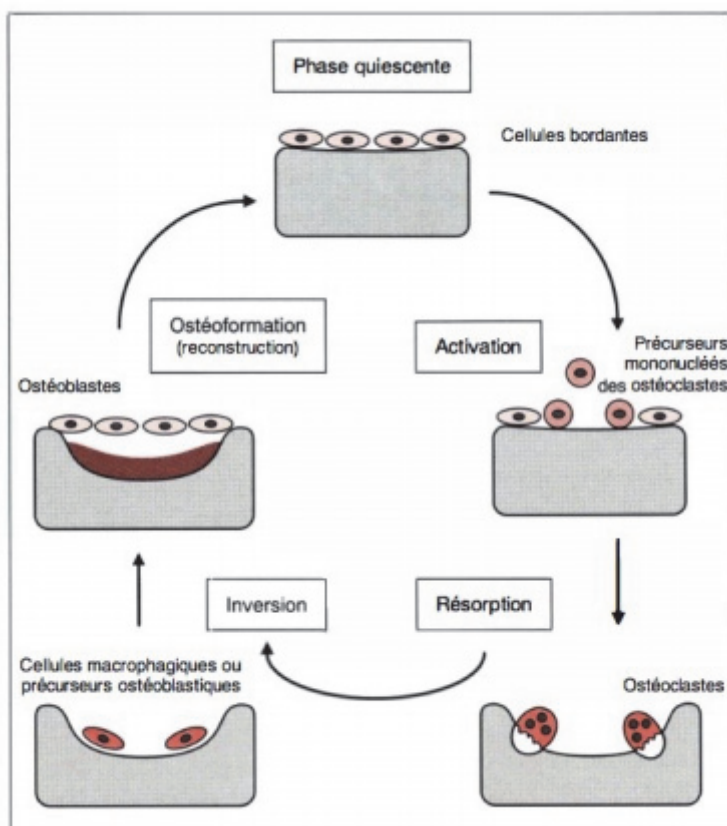 Phase quiescente
Cellules bordantes
Ostéoformation
(reconstruction)
Activation
Précurseurs
mononucléés
des ostéoclastes
Ostéoblastes
Inversion
Résorption
Cellules macrophagiques ou
précurseurs ostéoblastiques
Ostéoclastes